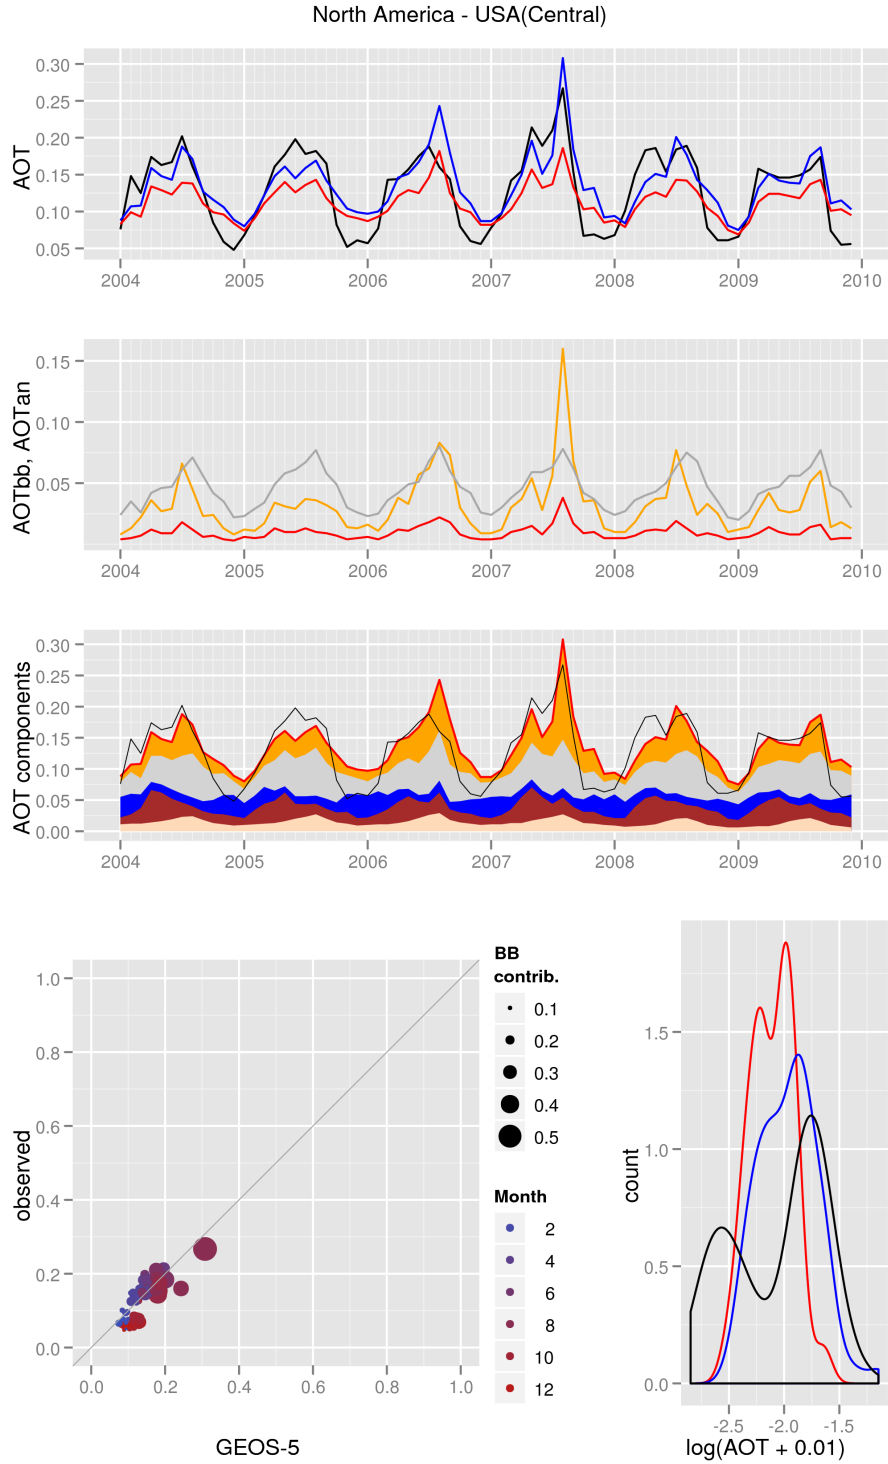 North America - USA(Central)
AOT
0.30
0.25
0.20
0.15
0.10
0.05
2004 2005 2006 2007 2008 2009 2010
AOTbb, AOTan
0.15
0.10
0.05
2004 2005 2006 2007 2008 2009 2010
AOT components
0.30
0.25
0.20
0.15
0.10
0.05
0.00
2004 2005 2006 2007 2008 2009 2010
observed
1.0
0.8
0.6
0.4
0.2
0.0
0.0 0.2 0.4 0.6 0.8 1.0
GEOS-5
BB
contrib.
0.1
0.2
0.3
0.4
0.5
Month
2
4
6
8
10
12
count
1.5
1.0
0.5
0.0
-2.5 -2.0 -1.5
log(AOT + 0.01)